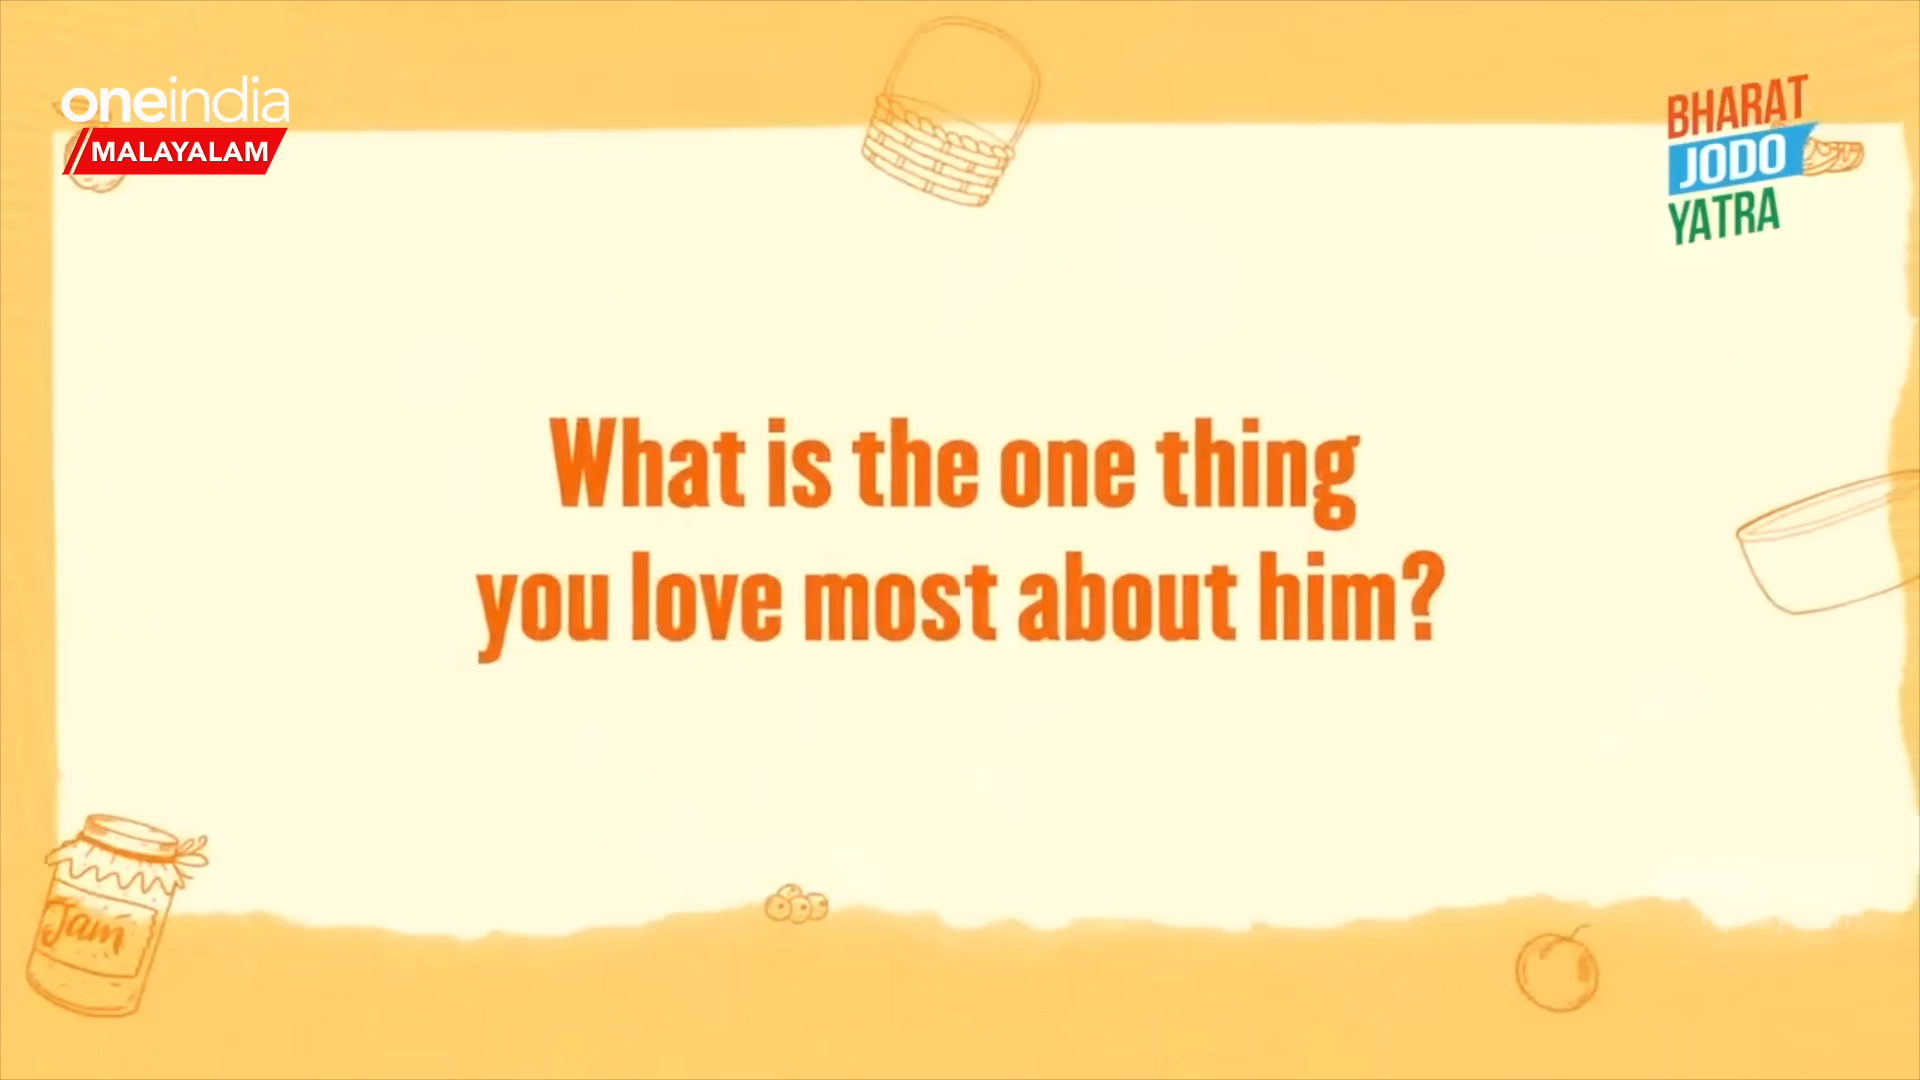 oneindia
MALAYALAM
BHARAT
JODO
YATRA
What is the one thing
you love most about him?
Jam